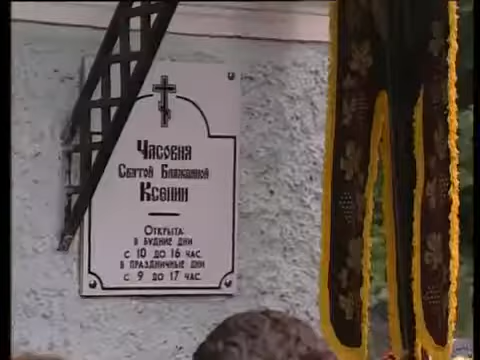 Часовня
Святой Блаженной
Ксении
ОТКРЫТА:
В БУДНИЕ ДНИ
С 10 ДО 16 ЧАС.
В ПРАЗДНИЧНЫЕ ДНИ
С 9 ДО 17 ЧАС.